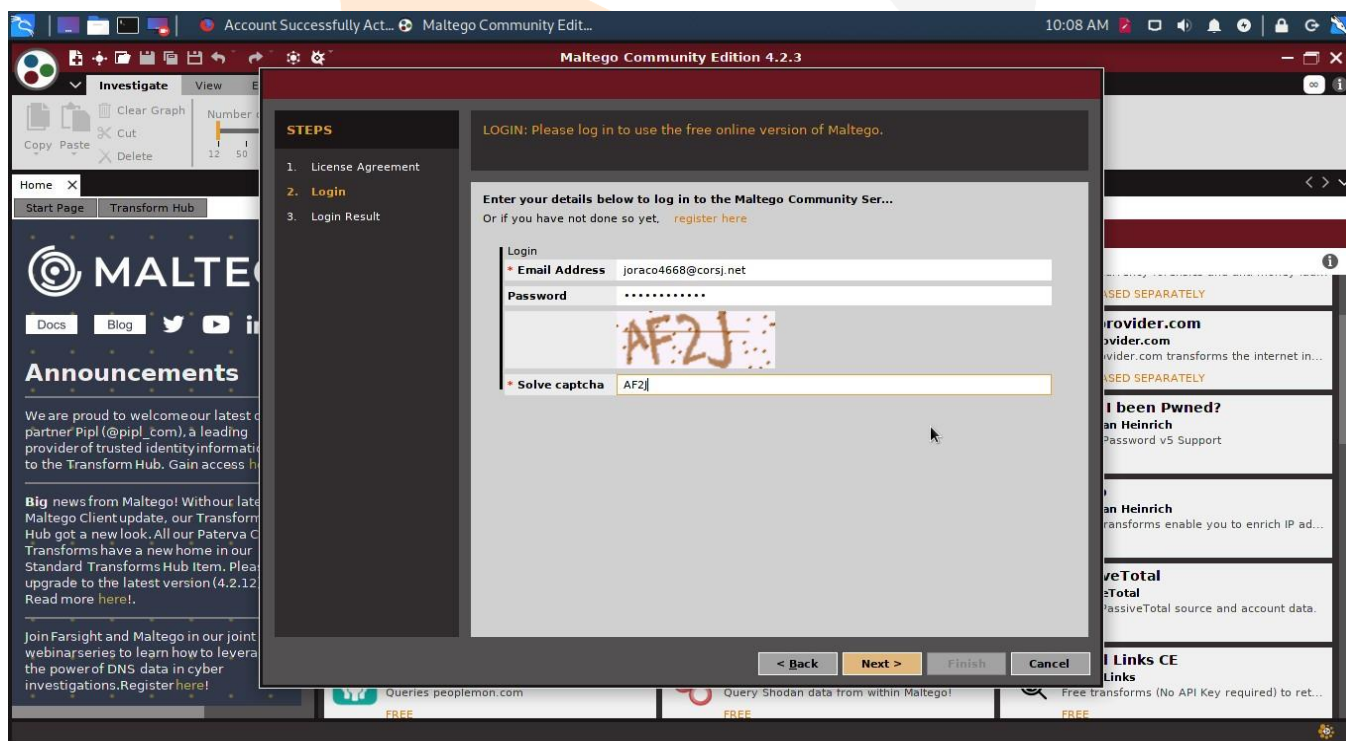 Account Successfully Act... Maltego Community Edit... 10:08 AM
Maltego Community Edition 4.2.3
Investigate View E
Clear Graph
Cut
Delete
Copy Paste
Number
12 50
Home X
Start Page Transform Hub
MALTE
Docs Blog
Announcements
We are proud to welcome our latest
partner Pipl (@pipl_com), a leading
provider of trusted identity informati
to the Transform Hub. Gain access h
Big news from Maltego! With our late
Maltego Client update, our Transform
Hub got a new look. All our Paterva C
Transforms have a new home in our
Standard Transforms Hub Item. Pleas
upgrade to the latest version (4.2.12
Read more here!.
Join Farsight and Maltego in our joint
webinar series to learn how to levera
the power of DNS data in cyber
investigations.Register here!
STEPS
1. License Agreement
2. Login
3. Login Result
LOGIN: Please log in to use the free online version of Maltego.
Enter your details below to log in to the Maltego Community Ser...
Or if you have not done so yet, register here
Login
* Email Address joraco4668@corsj.net
Password ••••••••••••
AF2J
* Solve captcha AF2J
< Back Next > Finish Cancel
ASED SEPARATELY
rovider.com
ovider.com
vider.com transforms the internet in...
ASED SEPARATELY
I been Pwned?
an Heinrich
Password v5 Support
an Heinrich
ransforms enable you to enrich IP ad...
veTotal
eTotal
PassiveTotal source and account data.
l Links CE
Links
Free transforms (No API Key required) to ret...
FREE
Queries peoplemon.com
FREE
Query Shodan data from within Maltego!
FREE